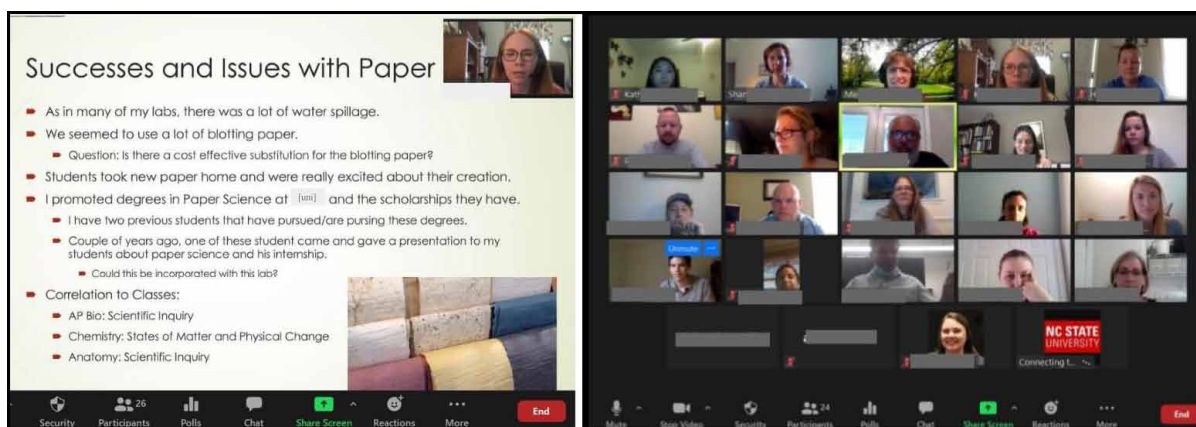 Successes and Issues with Paper
As in many of my labs, there was a lot of water spillage.
We seemed to use a lot of blotting paper.
Question: Is there a cost effective substitution for the blotting paper?
Students took new paper home and were really excited about their creation.
I promoted degrees in Paper Science at [uni] and the scholarships they have.
I have two previous students that have pursued/are pursing these degrees.
Couple of years ago, one of these student came and gave a presentation to my
students about paper science and his internship.
Could this be incorporated with this lab?
Correlation to Classes:
AP Bio: Scientific Inquiry
Chemistry: States of Matter and Physical Change
Anatomy: Scientific Inquiry
26
Security Participants Polls Chat Share Screen Reactions More End
Unmute
NC STATE
UNIVERSITY
Connecting t...
24
Mute Stop Video Security Participants Polls Chat Share Screen Reactions More End